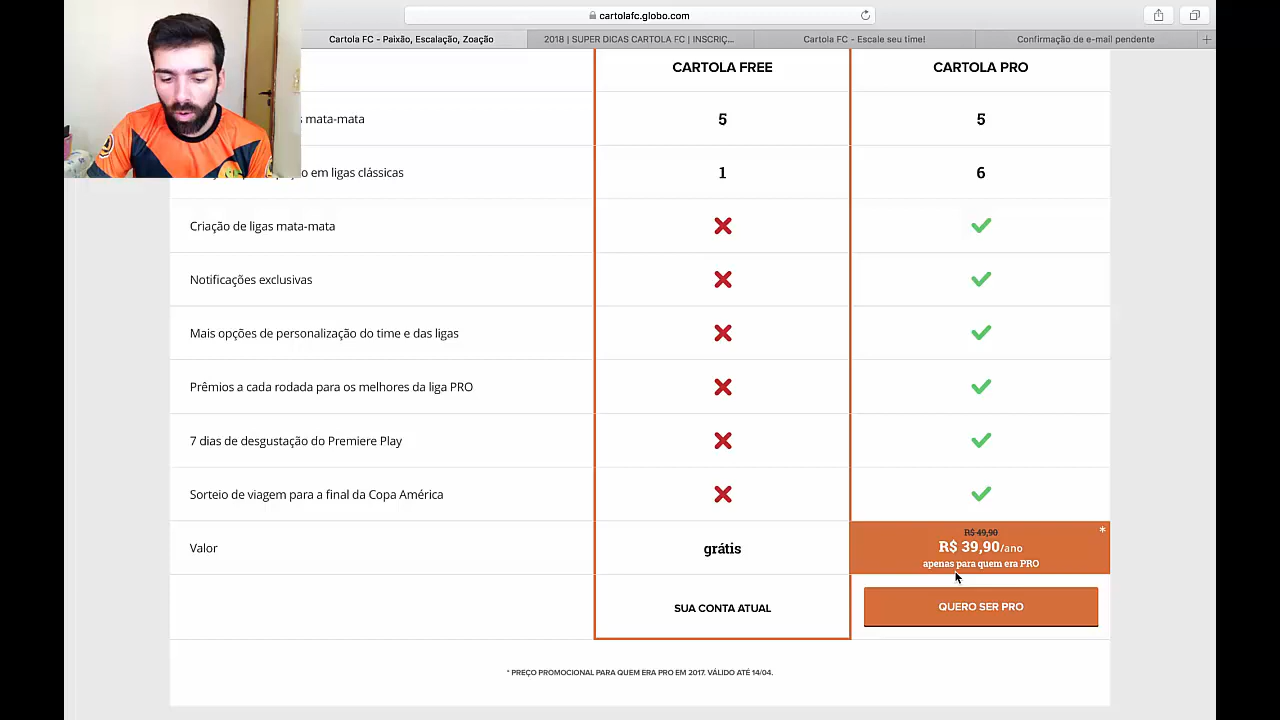 cartolafc.globo.com
Cartola FC - Paixão, Escalação, Zoação
2018 | SUPER DICAS CARTOLA FC | INSCRIÇ...
Cartola FC - Escale seu time!
Confirmação de e-mail pendente
CARTOLA FREE
CARTOLA PRO
mata-mata
5
5
em ligas clássicas
1
6
Criação de ligas mata-mata
Notificações exclusivas
Mais opções de personalização do time e das ligas
Prêmios a cada rodada para os melhores da liga PRO
7 dias de desgustação do Premiere Play
Sorteio de viagem para a final da Copa América
Valor
grátis
R$ 49,90
*
R$ 39,90/ano
apenas para quem era PRO
SUA CONTA ATUAL
QUERO SER PRO
* PREÇO PROMOCIONAL PARA QUEM ERA PRO EM 2017. VÁLIDO ATÉ 14/04.